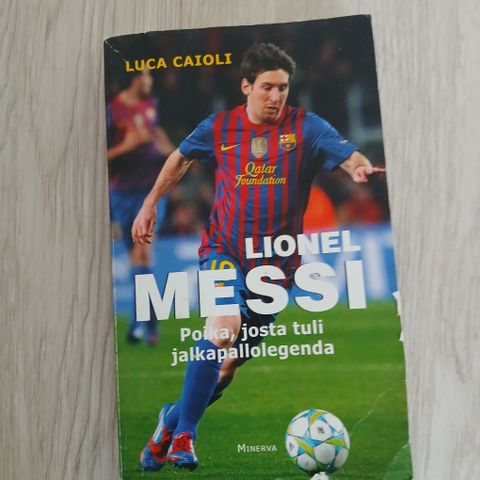 LUCA CAIOLI
Qatar
Foundation
LIONEL
MESSI
Poika, josta tuli
jalkapallolegenda
MINERVA